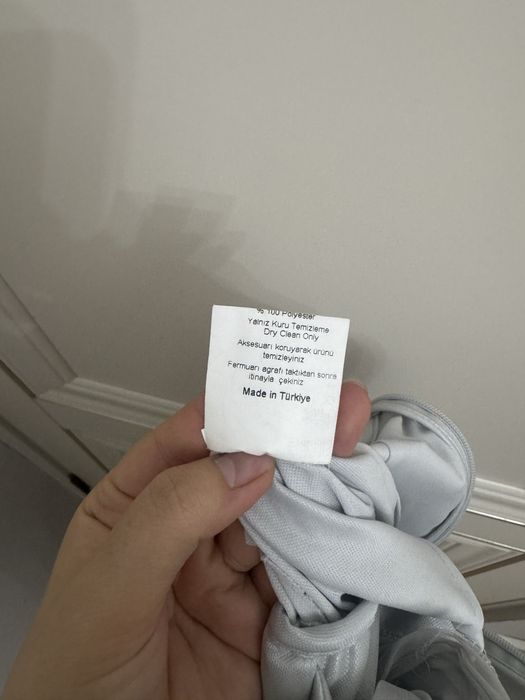 % 100 Polyester
Yalnız Kuru Temizleme
Dry Clean Only
Aksesuarı koruyarak ürünü
temizleyiniz
Fermuarı agrafı taktıktan sonra
itinayla çekiniz
Made in Türkiye